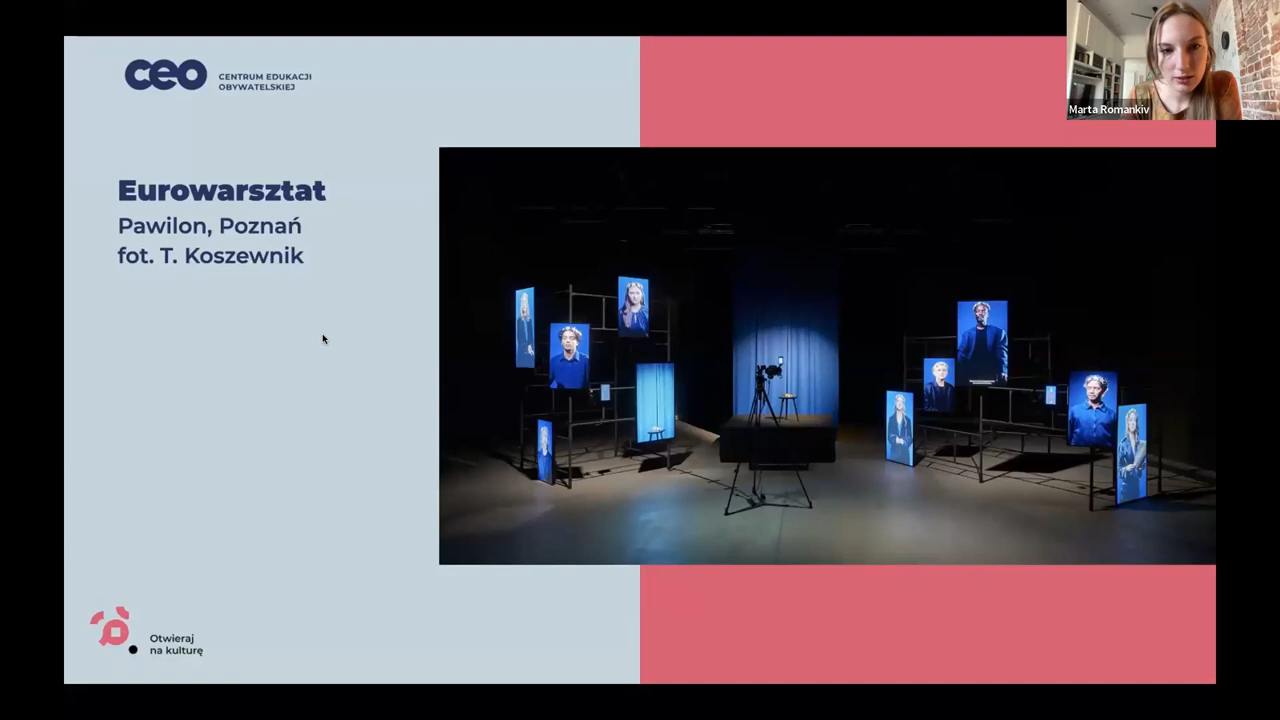 ceo
CENTRUM EDUKACJI
OBYWATELSKIEJ
Marta Romankiv
Eurowarsztat
Pawilon, Poznań
fot. T. Koszewnik
Otwieraj
na kulturę